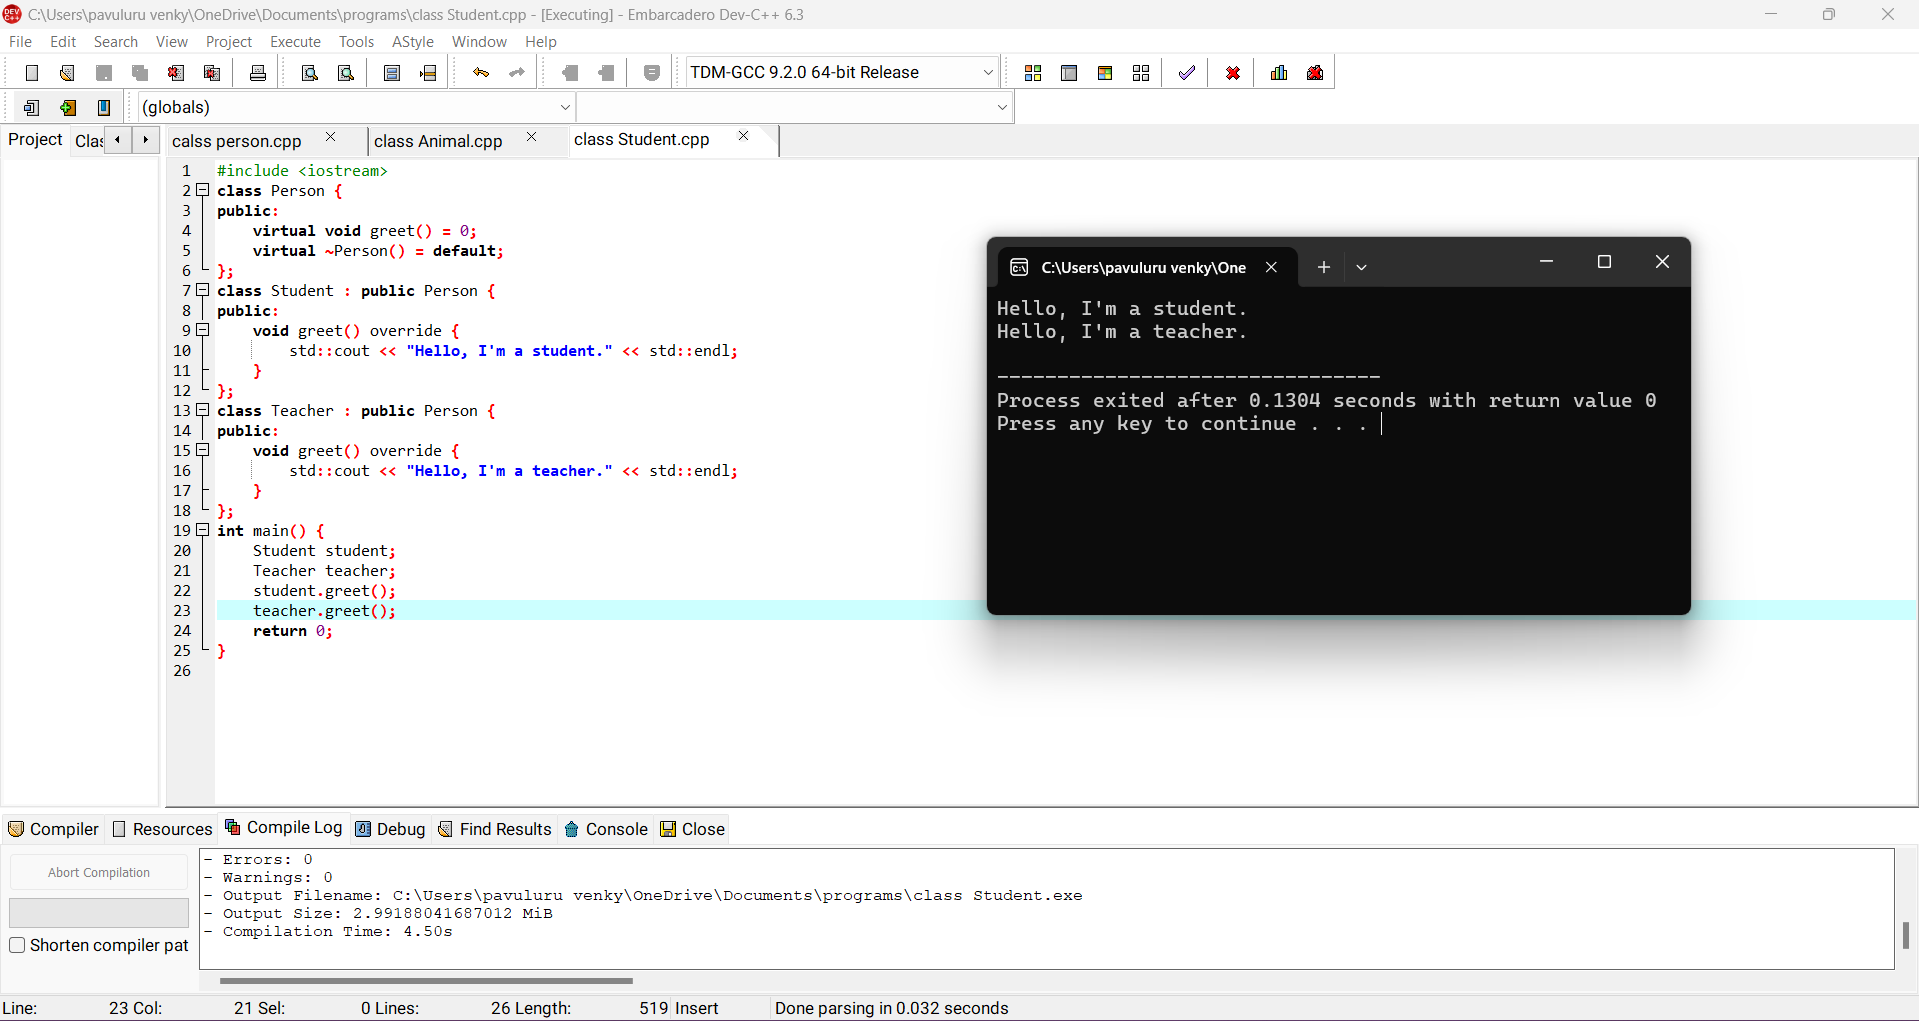 C:\Users\pavuluru venky\OneDrive\Documents\programs\class Student.cpp - [Executing] - Embarcadero Dev-C++ 6.3
File Edit Search View Project Execute Tools AStyle Window Help
TDM-GCC 9.2.0 64-bit Release
(globals)
Project Clas
calss person.cpp class Animal.cpp class Student.cpp
1 #include <iostream>
2 class Person {
3 public:
4     virtual void greet() = 0;
5     virtual ~Person() = default;
6 };
7 class Student : public Person {
8 public:
9     void greet() override {
10         std::cout << "Hello, I'm a student." << std::endl;
11     }
12 };
13 class Teacher : public Person {
14 public:
15     void greet() override {
16         std::cout << "Hello, I'm a teacher." << std::endl;
17     }
18 };
19 int main() {
20     Student student;
21     Teacher teacher;
22     student.greet();
23     teacher.greet();
24     return 0;
25 }
26
C:\Users\pavuluru venky\One
Hello, I'm a student.
Hello, I'm a teacher.
--------------------------------
Process exited after 0.1304 seconds with return value 0
Press any key to continue . . .
Compiler Resources Compile Log Debug Find Results Console Close
Abort Compilation
Shorten compiler pat
- Errors: 0
- Warnings: 0
- Output Filename: C:\Users\pavuluru venky\OneDrive\Documents\programs\class Student.exe
- Output Size: 2.99188041687012 MiB
- Compilation Time: 4.50s
Line: 23 Col: 21 Sel: 0 Lines: 26 Length: 519 Insert Done parsing in 0.032 seconds